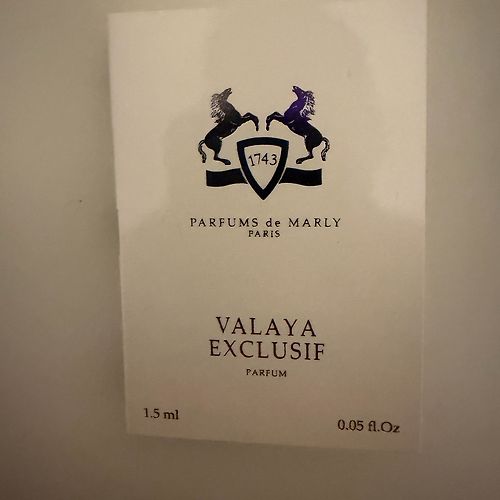 1743
PARFUMS de MARLY
PARIS
VALAYA
EXCLUSIF
PARFUM
1.5 ml
0.05 fl.Oz